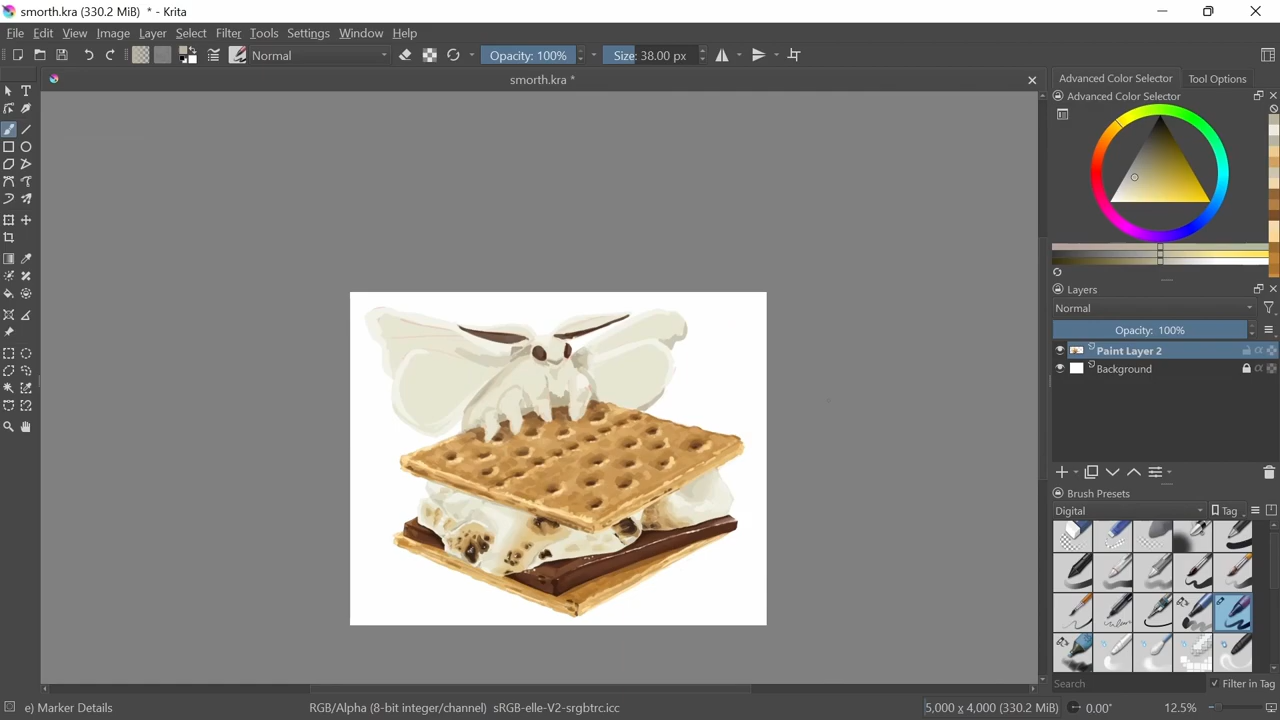 smorth.kra (330.2 MiB) * - Krita
File Edit View Image Layer Select Filter Tools Settings Window Help
Normal Opacity: 100% Size: 38.00 px
smorth.kra *
Advanced Color Selector Tool Options
Advanced Color Selector
Layers
Normal
Opacity: 100%
Paint Layer 2
Background
Brush Presets
Digital Tag
Search Filter in Tag
e) Marker Details RGB/Alpha (8-bit integer/channel) sRGB-elle-V2-srgbtrc.icc 5,000 x 4,000 (330.2 MiB) 0.00° 12.5%